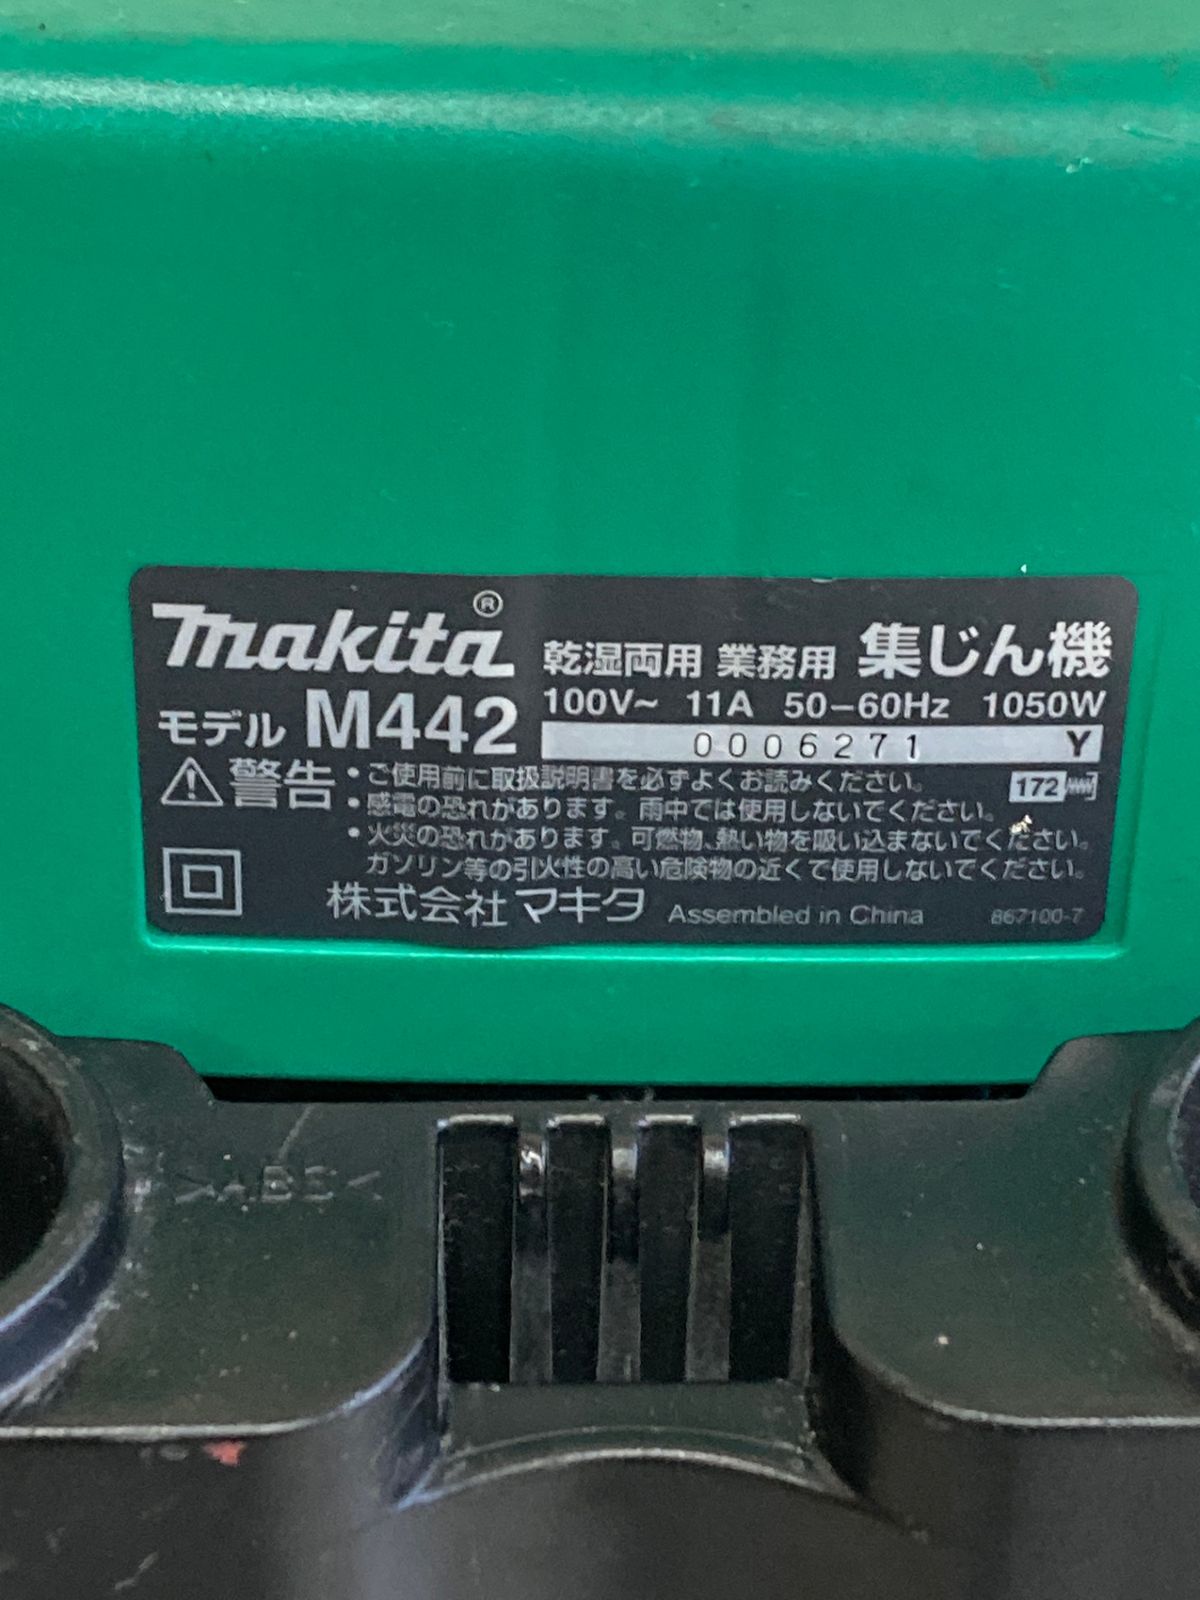 makita®
乾湿両用 業務用 集じん機
モデル M442
100V~ 11A 50-60Hz 1050W
0006271 Y
警告
・ご使用前に取扱説明書を必ずよくお読みください。
172
・感電の恐れがあります。雨中では使用しないでください。
・火災の恐れがあります。可燃物、熱い物を吸い込まないでください。
ガソリン等の引火性の高い危険物の近くで使用しないでください。
株式会社 マキタ Assembled in China 867100-7
>ABS<